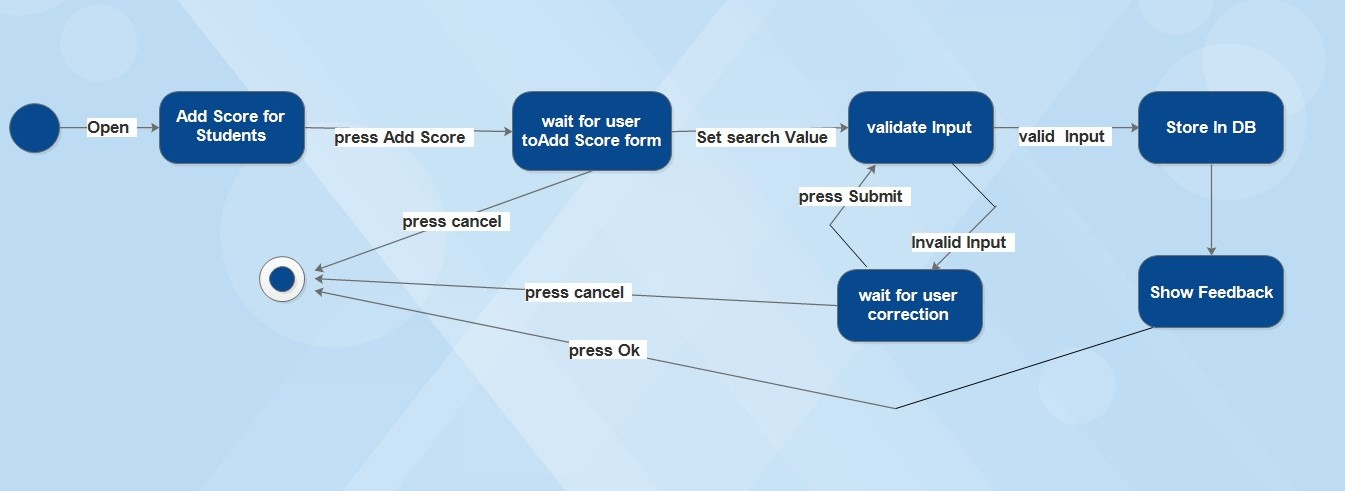 Open
Add Score for
Students
press Add Score
wait for user
toAdd Score form
Set search Value
validate Input
valid Input
Store In DB
press cancel
press Submit
Invalid Input
press cancel
wait for user
correction
Show Feedback
press Ok